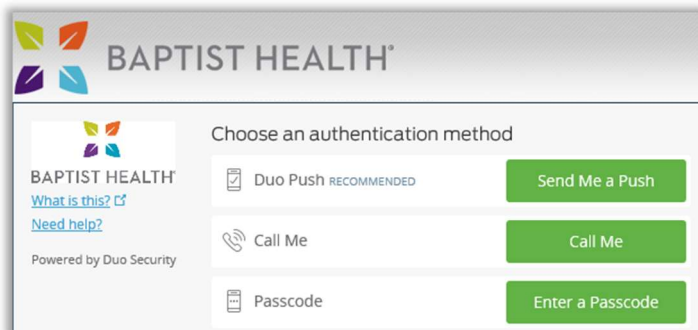 BAPTIST HEALTH®
BAPTIST HEALTH®
What is this?
Need help?
Powered by Duo Security
Choose an authentication method
Duo Push RECOMMENDED
Send Me a Push
Call Me
Call Me
Passcode
Enter a Passcode